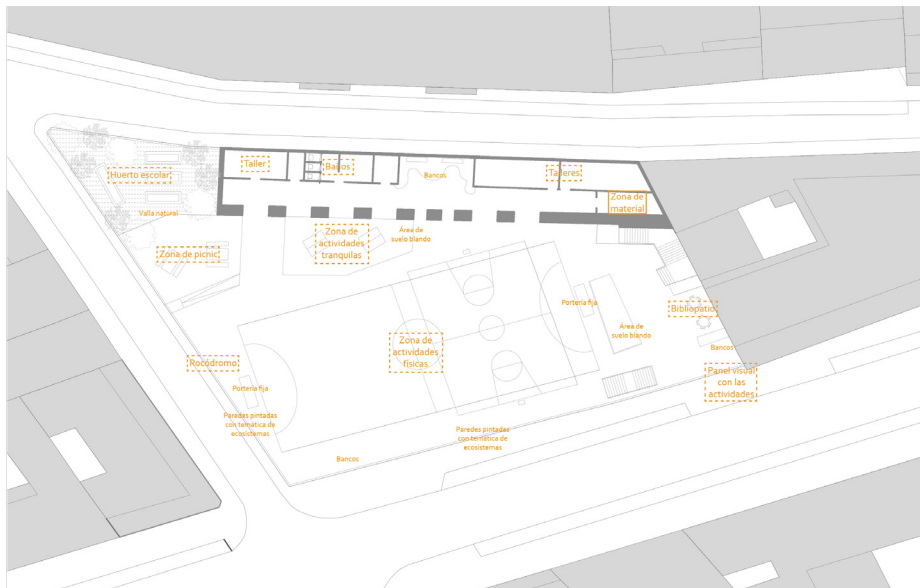 Taller
Baños
Bancos
Talleres
Huerto escolar
Zona de
material
Valla natural
Zona de
actividades
tranquilas
Área de
suelo blando
Zona de picnic
Portería fija
Bibliopatio
Área de
suelo blando
Zona de
actividades
físicas
Bancos
Rocódromo
Panel visual
con las
actividades
Portería fija
Paredes pintadas
con temática de
ecosistemas
Paredes pintadas
con temática de
ecosistemas
Bancos